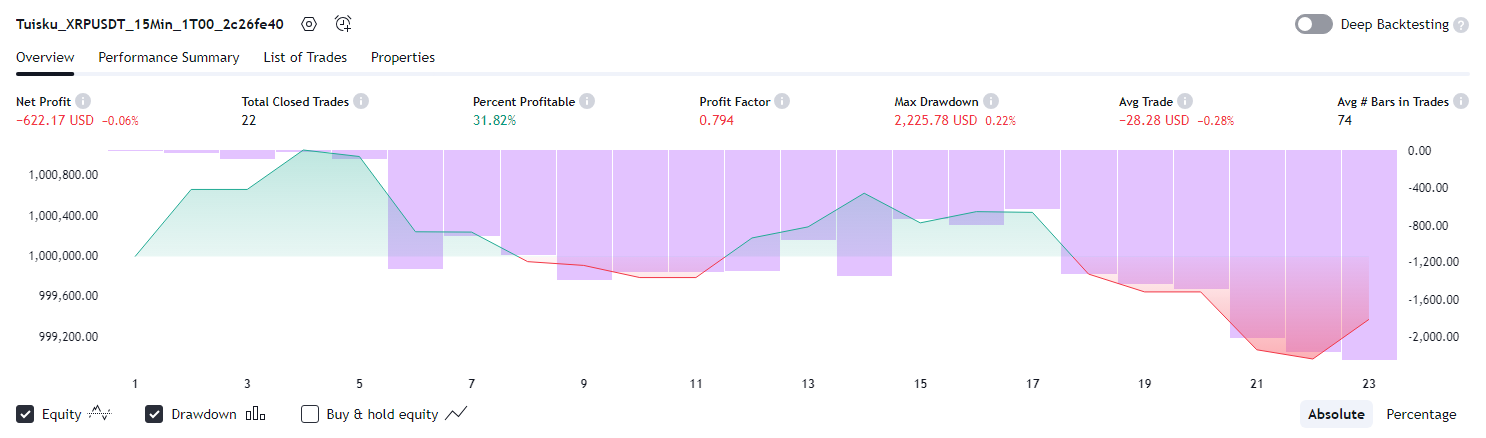 Tuisku_XRPUSDT_15Min_1T00_2c26fe40 Deep Backtesting ?
Overview Performance Summary List of Trades Properties
Net Profit i Total Closed Trades i Percent Profitable i Profit Factor i Max Drawdown i Avg Trade i Avg # Bars in Trades i
−622.17 USD −0.06% 22 31.82% 0.794 2,225.78 USD 0.22% −28.28 USD −0.28% 74
0.00
1,000,800.00
-400.00
1,000,400.00
-800.00
1,000,000.00
-1,200.00
999,600.00
-1,600.00
999,200.00 -2,000.00
1 3 5 7 9 11 13 15 17 19 21 23
Equity Drawdown Buy & hold equity Absolute Percentage